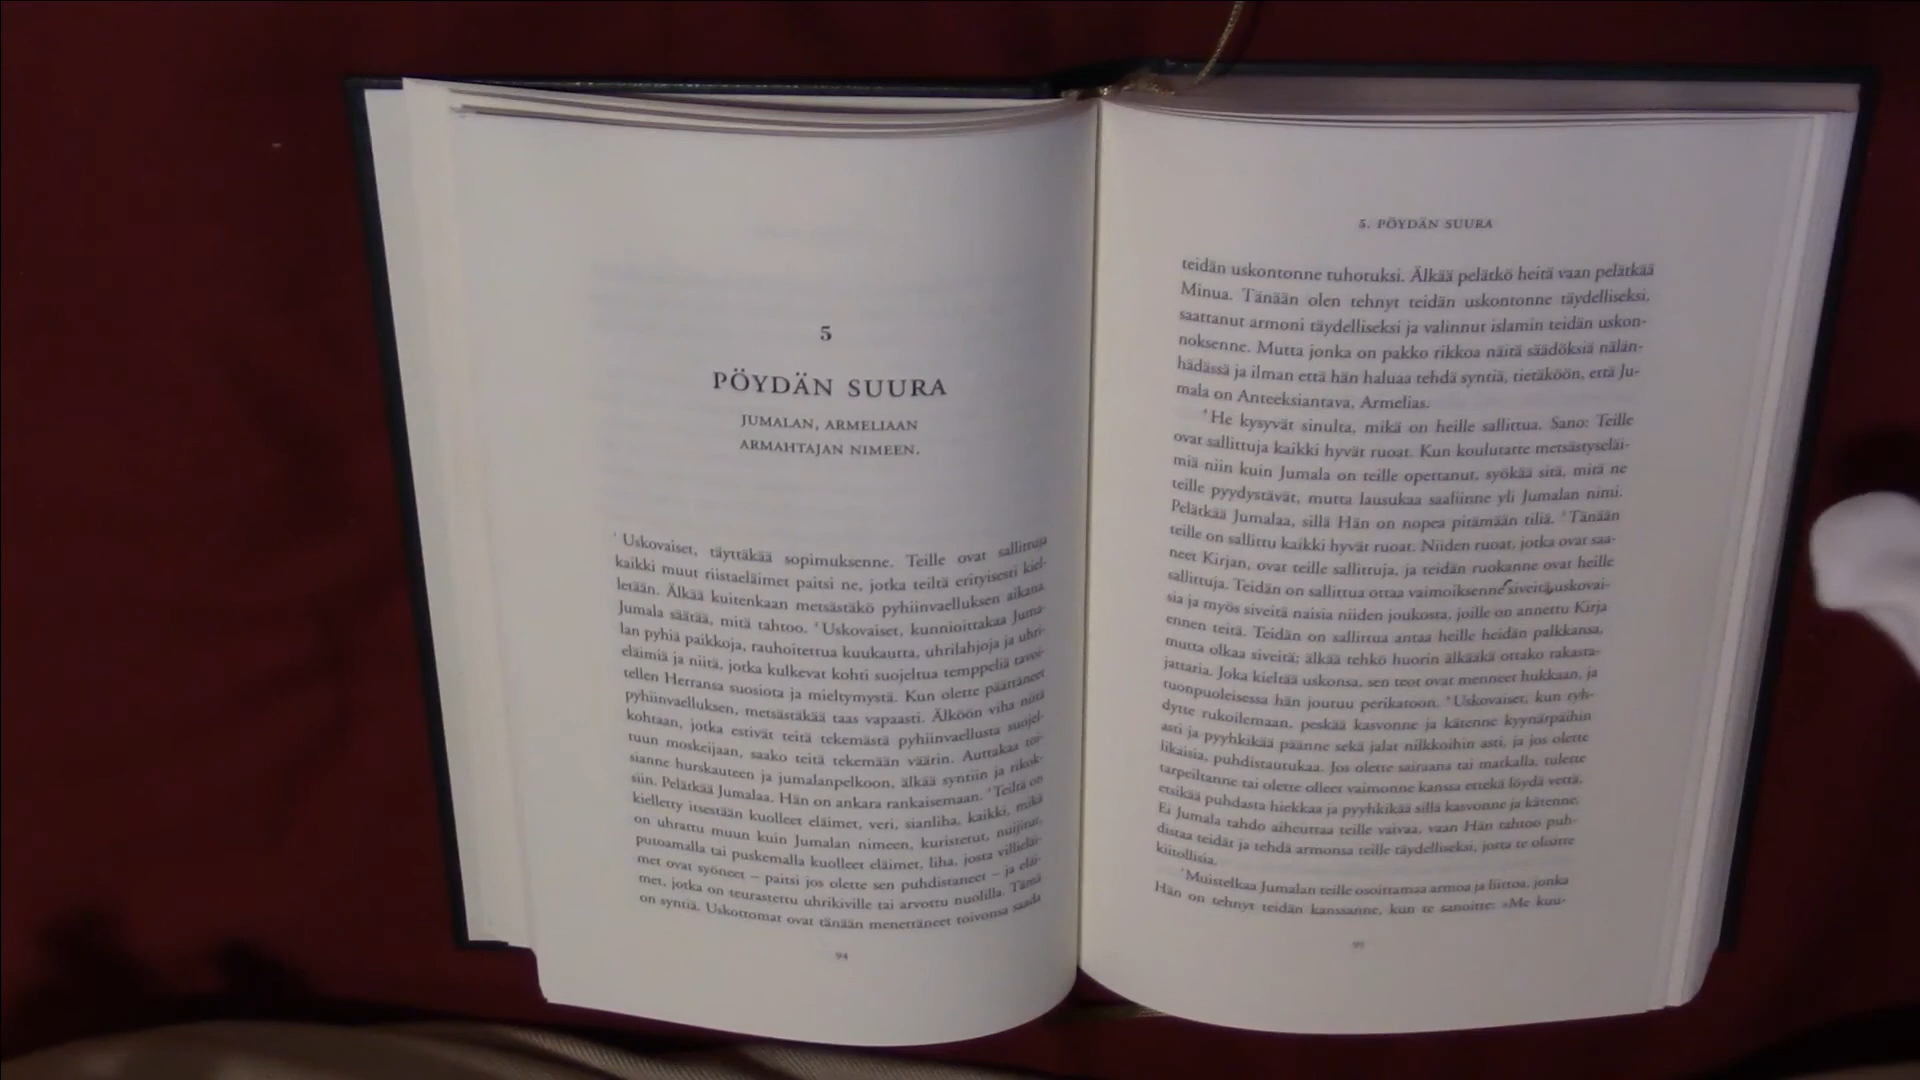 5
PÖYDÄN SUURA
JUMALAN, ARMELIAAN
ARMAHTAJAN NIMEEN.
¹ Uskovaiset, täyttäkää sopimuksenne. Teille ovat sallittuja
kaikki muut riistaeläimet paitsi ne, jotka teiltä erityisesti kiel-
letään. Älkää kuitenkaan metsästäkö pyhiinvaelluksen aikana.
Jumala säätää, mitä tahtoo. ²Uskovaiset, kunnioittakaa Juma-
lan pyhiä paikkoja, rauhoitettua kuukautta, uhrilahjoja ja uhri-
eläimiä ja niitä, jotka kulkevat kohti suojeltua temppeliä tavoi-
tellen Herransa suosiota ja mieltymystä. Kun olette päättäneet
pyhiinvaelluksen, metsästäkää taas vapaasti. Älköön viha niitä
kohtaan, jotka estivät teitä tekemästä pyhiinvaellusta suojel-
tuun moskeijaan, saako teitä tekemään väärin. Auttakaa toi-
sianne hurskauteen ja jumalanpelkoon, älkää syntiin ja rikok-
siin. Pelätkää Jumalaa. Hän on ankara rankaisemaan. ³Teiltä on
kielletty itsestään kuolleet eläimet, veri, sianliha, kaikki, mikä
on uhrattu muun kuin Jumalan nimeen, kuristetut, nuijitut,
putoamalla tai puskemalla kuolleet eläimet, liha, josta villieläi-
met ovat syöneet – paitsi jos olette sen puhdistaneet – ja eläi-
met, jotka on teurastettu uhrikiville tai arvottu nuolilla. Tämä
on syntiä. Uskottomat ovat tänään menettäneet toivonsa saada
94
5. PÖYDÄN SUURA
teidän uskontonne tuhotuksi. Älkää pelätkö heitä vaan pelätkää
Minua. Tänään olen tehnyt teidän uskontonne täydelliseksi,
saattanut armoni täydelliseksi ja valinnut islamin teidän uskon-
noksenne. Mutta jonka on pakko rikkoa näitä säädöksiä nälän-
hädässä ja ilman että hän haluaa tehdä syntiä, tietäköön, että Ju-
mala on Anteeksiantava, Armelias.
⁴He kysyvät sinulta, mikä on heille sallittua. Sano: Teille
ovat sallittuja kaikki hyvät ruoat. Kun koulutatte metsästyseläi-
miä niin kuin Jumala on teille opettanut, syökää sitä, mitä ne
teille pyydystävät, mutta lausukaa saaliinne yli Jumalan nimi.
Pelätkää Jumalaa, sillä Hän on nopea pitämään tiliä. ⁵Tänään
teille on sallittu kaikki hyvät ruoat. Niiden ruoat, jotka ovat saa-
neet Kirjan, ovat teille sallittuja, ja teidän ruokanne ovat heille
sallittuja. Teidän on sallittua ottaa vaimoiksenne siveitä uskovai-
sia ja myös siveitä naisia niiden joukosta, joille on annettu Kirja
ennen teitä. Teidän on sallittua antaa heille heidän palkkansa,
mutta olkaa siveitä; älkää tehkö huorin älkääkä ottako rakasta-
jattaria. Joka kieltää uskonsa, sen teot ovat menneet hukkaan, ja
tuonpuoleisessa hän joutuu perikatoon. ⁶Uskovaiset, kun ryh-
dytte rukoilemaan, peskää kasvonne ja kätenne kyynärpäihin
asti ja pyyhkikää päänne sekä jalat nilkkoihin asti, ja jos olette
likaisia, puhdistautukaa. Jos olette sairaana tai matkalla, tulette
tarpeiltanne tai olette olleet vaimonne kanssa ettekä löydä vettä,
etsikää puhdasta hiekkaa ja pyyhkikää sillä kasvonne ja kätenne.
Ei Jumala tahdo aiheuttaa teille vaivaa, vaan Hän tahtoo puh-
distaa teidät ja tehdä armonsa teille täydelliseksi, jotta te olisitte
kiitollisia.
⁷Muistelkaa Jumalan teille osoittamaa armoa ja liittoa, jonka
Hän on tehnyt teidän kanssanne, kun te sanoitte: »Me kuu-
95